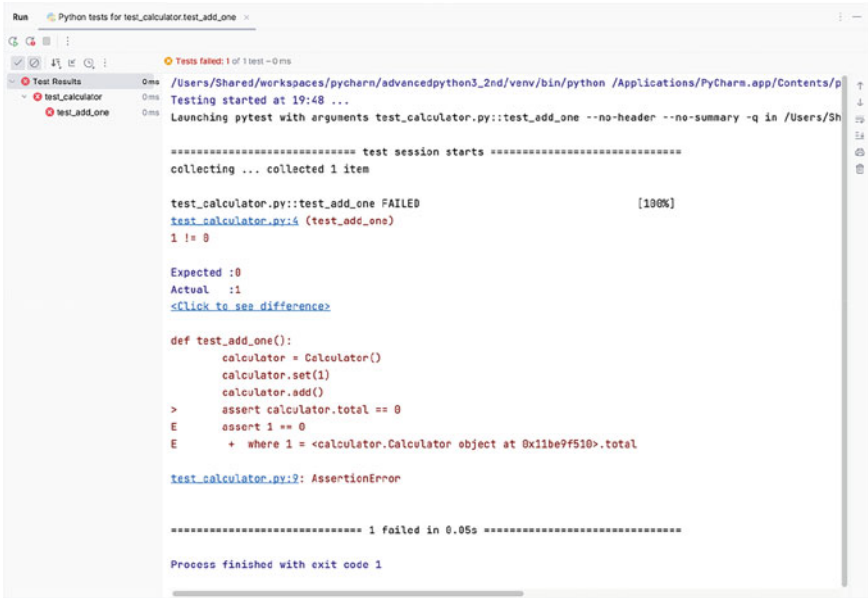 Run Python tests for test_calculator.test_add_one ×
Tests failed: 1 of 1 test – 0 ms
Test Results 0 ms
test_calculator 0 ms
test_add_one 0 ms
/Users/Shared/workspaces/pycharm/advancedpython3_2nd/venv/bin/python /Applications/PyCharm.app/Contents/p
Testing started at 19:48 ...
Launching pytest with arguments test_calculator.py::test_add_one --no-header --no-summary -q in /Users/Sh
============================= test session starts ==============================
collecting ... collected 1 item
test_calculator.py::test_add_one FAILED [100%]
test_calculator.py:4 (test_add_one)
1 != 0
Expected :0
Actual :1
<Click to see difference>
def test_add_one():
calculator = Calculator()
calculator.set(1)
calculator.add()
> assert calculator.total == 0
E assert 1 == 0
E + where 1 = <calculator.Calculator object at 0x11be9f510>.total
test_calculator.py:9: AssertionError
============================== 1 failed in 0.05s ===============================
Process finished with exit code 1